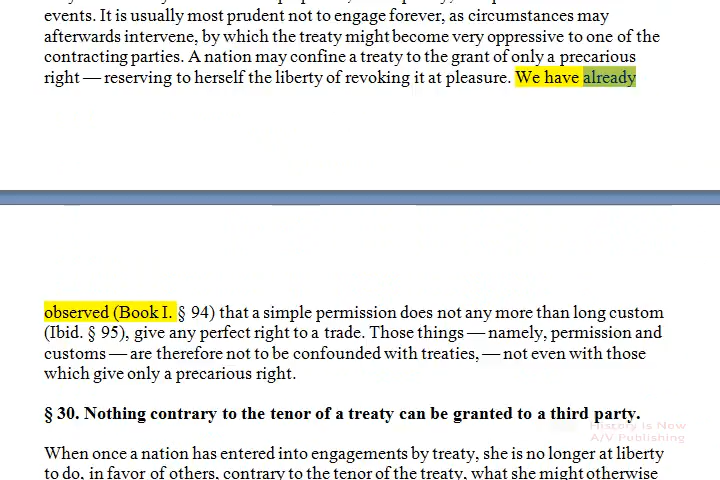 events. It is usually most prudent not to engage forever, as circumstances may
afterwards intervene, by which the treaty might become very oppressive to one of the
contracting parties. A nation may confine a treaty to the grant of only a precarious
right — reserving to herself the liberty of revoking it at pleasure. We have already
observed (Book I. § 94) that a simple permission does not any more than long custom
(Ibid. § 95), give any perfect right to a trade. Those things — namely, permission and
customs — are therefore not to be confounded with treaties, — not even with those
which give only a precarious right.
§ 30. Nothing contrary to the tenor of a treaty can be granted to a third party.
History Is Now
A/V Publishing
When once a nation has entered into engagements by treaty, she is no longer at liberty
to do, in favor of others, contrary to the tenor of the treaty, what she might otherwise